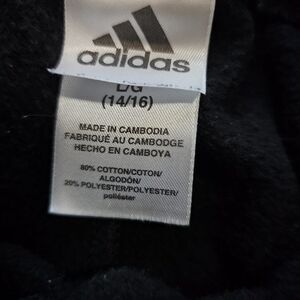 adidas
L/G
(14/16)
MADE IN CAMBODIA
FABRIQUÉ AU CAMBODGE
HECHO EN CAMBOYA
80% COTTON/COTON/
ALGODÓN/
20% POLYESTER/POLYESTER/
poliéster